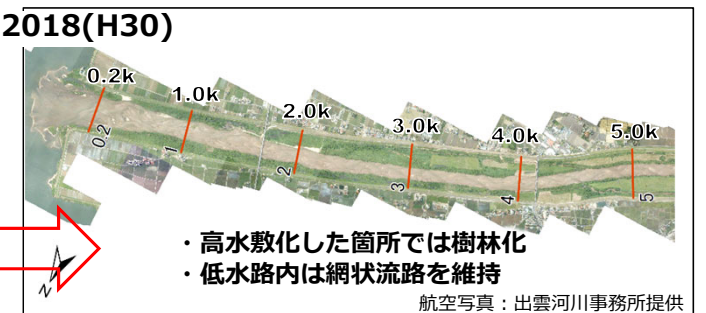 2018(H30)
0.2k
1.0k
2.0k
3.0k
4.0k
5.0k
0.2
1
2
3
4
5
・高水敷化した箇所では樹林化
・低水路内は網状流路を維持
N
航空写真：出雲河川事務所提供